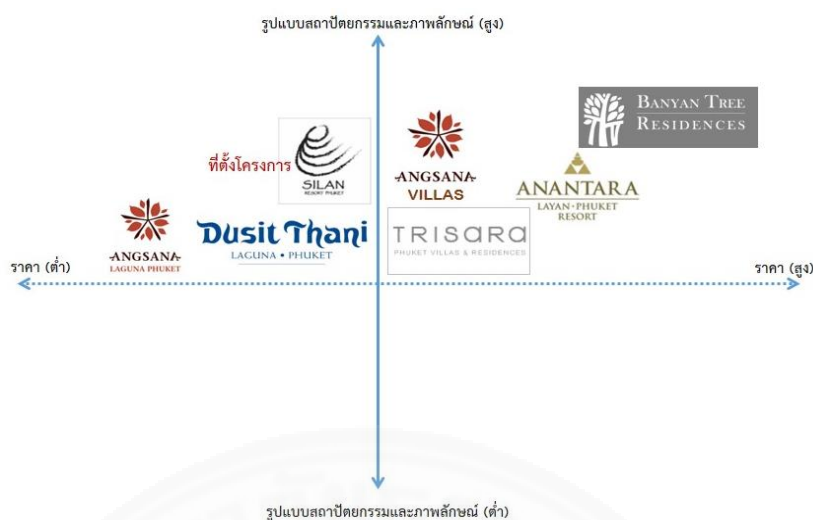 รูปแบบสถาปัตยกรรมและภาพลักษณ์ (สูง)
BANYAN TREE
RESIDENCES
ที่ตั้งโครงการ
SILAN
RESORT PHUKET
ANGSANA
VILLAS
ANANTARA
LAYAN • PHUKET
RESORT
ANGSANA
LAGUNA PHUKET
Dusit Thani
LAGUNA • PHUKET
TRISARA
PHUKET VILLAS & RESIDENCES
ราคา (ต่ำ)
ราคา (สูง)
รูปแบบสถาปัตยกรรมและภาพลักษณ์ (ต่ำ)